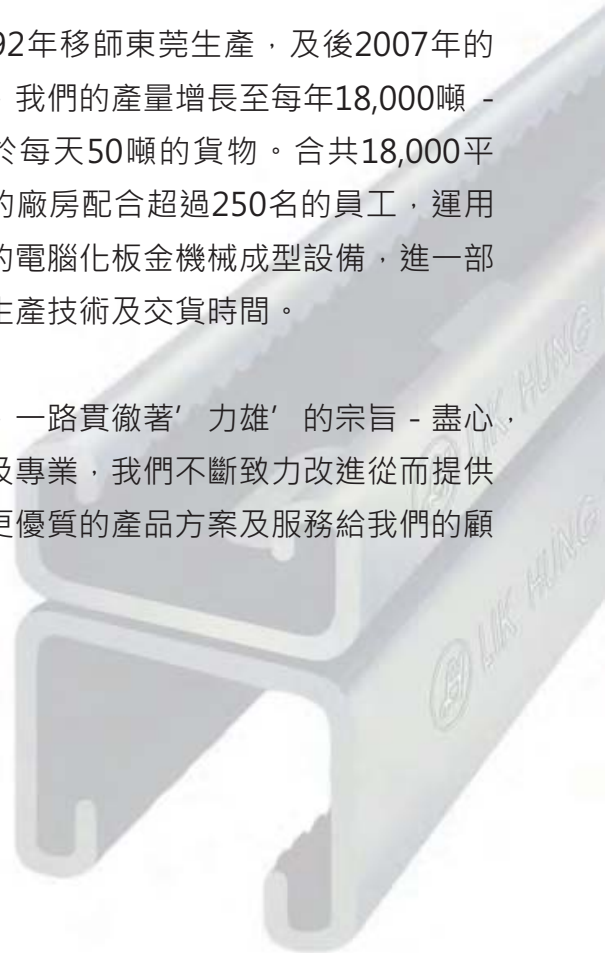 92年移師東莞生產，及後2007年的
我們的產量增長至每年18,000噸 -
於每天50噸的貨物。合共18,000平
的廠房配合超過250名的員工，運用
的電腦化板金機械成型設備，進一部
生產技術及交貨時間。
一路貫徹著’力雄’的宗旨 - 盡心，
及專業，我們不斷致力改進從而提供
更優質的產品方案及服務給我們的顧
LIK HUNG
LIK HUNG